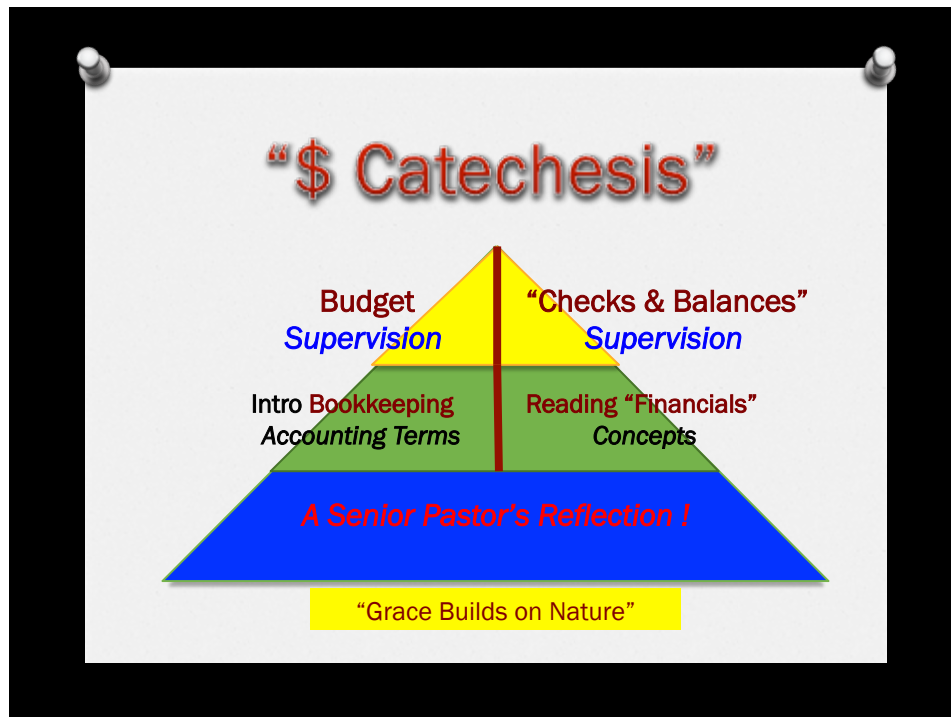 “$ Catechesis”
Budget
Supervision
“Checks & Balances”
Supervision
Intro Bookkeeping
Accounting Terms
Reading “Financials”
Concepts
A Senior Pastor’s Reflection !
“Grace Builds on Nature”